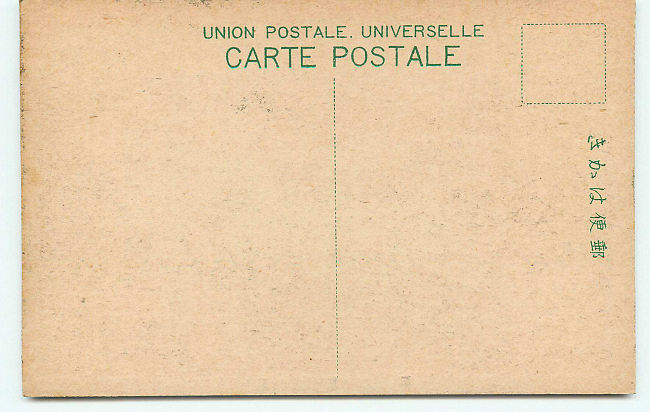 UNION POSTALE. UNIVERSELLE
CARTE POSTALE
郵便はかき